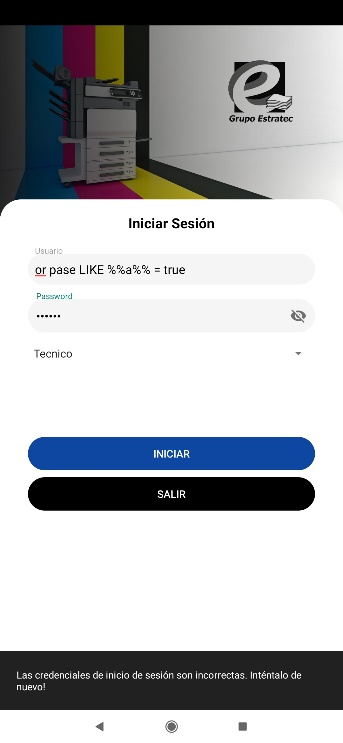 Grupo Estratec
Iniciar Sesión
Usuario
or pase LIKE %%a%% = true
Password
••••••
Tecnico
INICIAR
SALIR
Las credenciales de inicio de sesión son incorrectas. Inténtalo de
nuevo!